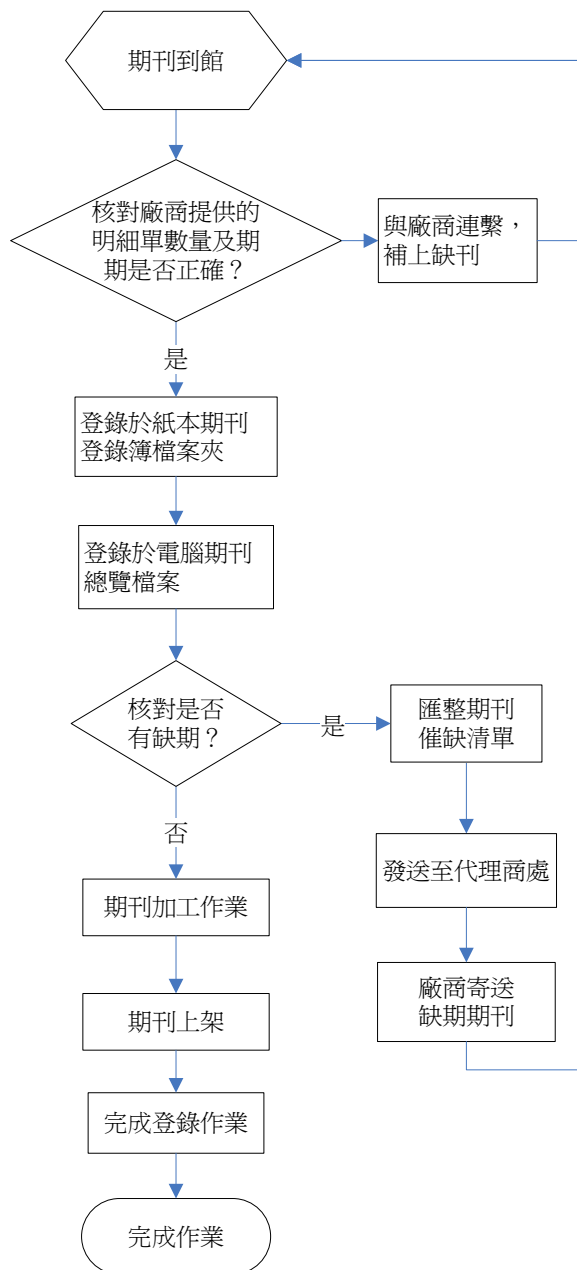 期刊到館
核對廠商提供的
明細單數量及期
期是否正確？
與廠商連繫，
補上缺刊
是
登錄於紙本期刊
登錄簿檔案夾
登錄於電腦期刊
總覽檔案
核對是否
有缺期？
是
匯整期刊
催缺清單
否
發送至代理商處
期刊加工作業
廠商寄送
缺期期刊
期刊上架
完成登錄作業
完成作業